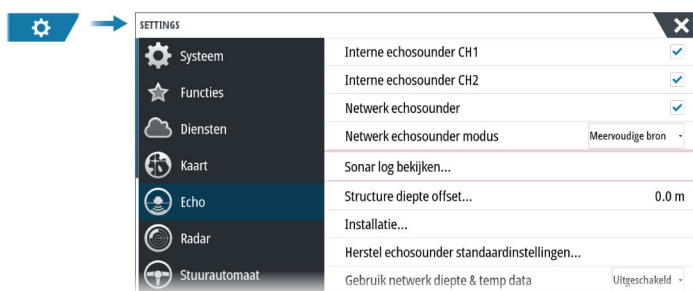 SETTINGS
Systeem
Functies
Diensten
Kaart
Echo
Radar
Stuurautomaat
Interne echosounder CH1
Interne echosounder CH2
Netwerk echosounder
Netwerk echosounder modus Meervoudige bron
Sonar log bekijken...
Structure diepte offset... 0.0 m
Installatie...
Herstel echosounder standaardinstellingen...
Gebruik netwerk diepte & temp data Uitgeschakeld